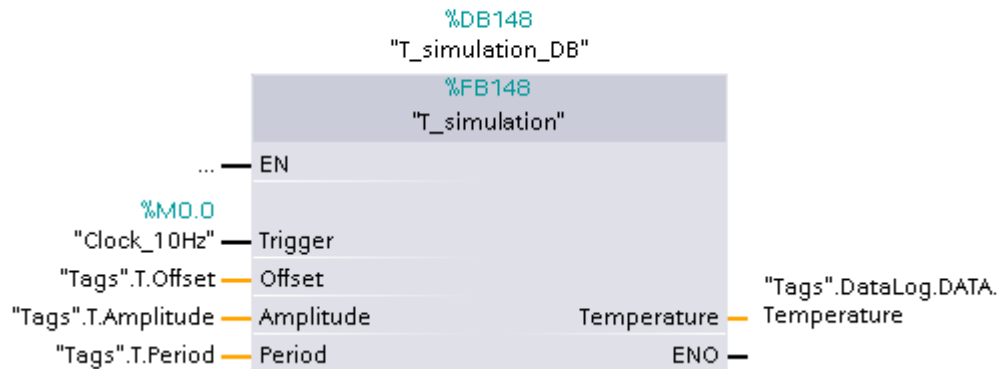 %DB148
"T_simulation_DB"
%FB148
"T_simulation"
... EN
%M0.0
"Clock_10Hz" Trigger
"Tags".T.Offset Offset
"Tags".T.Amplitude Amplitude
"Tags".T.Period Period
Temperature "Tags".DataLog.DATA.
Temperature
ENO